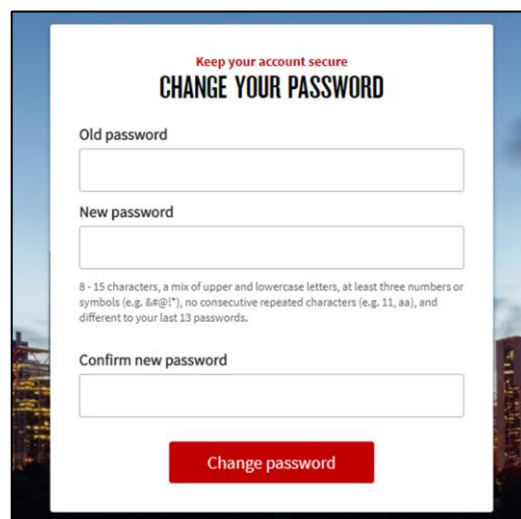 Keep your account secure
CHANGE YOUR PASSWORD
Old password
New password
8 - 15 characters, a mix of upper and lowercase letters, at least three numbers or
symbols (e.g. &#@!*), no consecutive repeated characters (e.g. 11, aa), and
different to your last 13 passwords.
Confirm new password
Change password